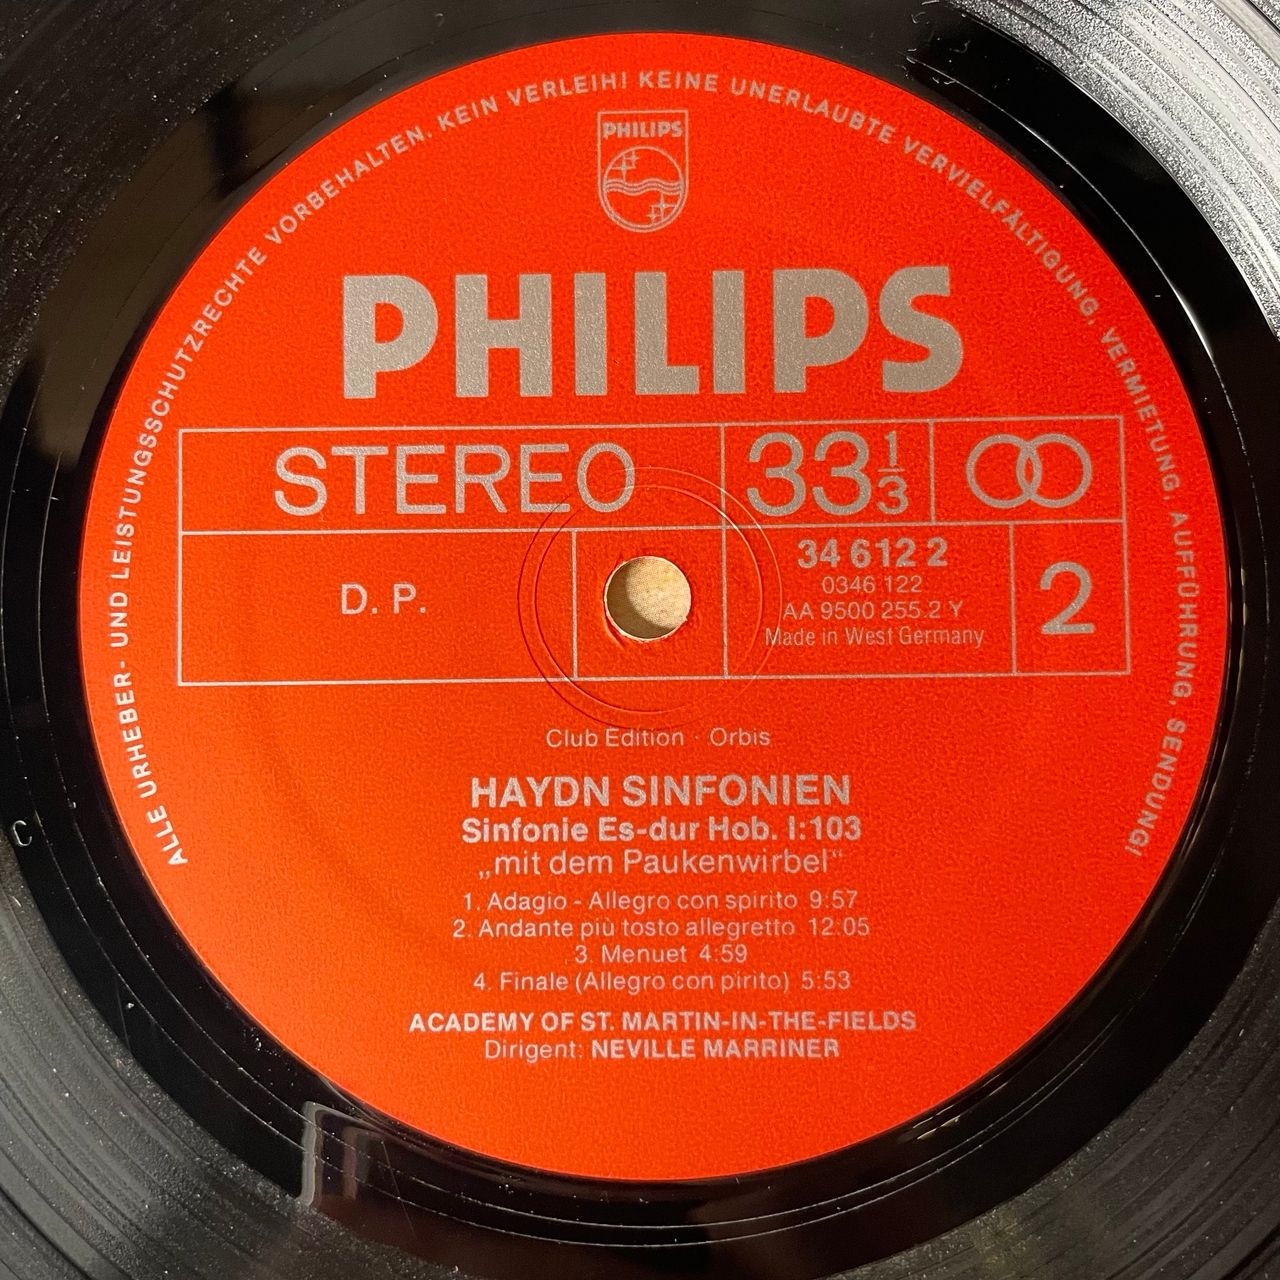 ALLE URHEBER- UND LEISTUNGSSCHUTZRECHTE VORBEHALTEN. KEIN VERLEIH! KEINE UNERLAUBTE VERVIELFÄLTIGUNG, VERMIETUNG, AUFFÜHRUNG, SENDUNG!
PHILIPS
PHILIPS
STEREO
33 1/3
D. P.
34 612 2
0346 122
AA 9500 255.2 Y
Made in West Germany
2
Club Edition · Orbis
HAYDN SINFONIEN
Sinfonie Es-dur Hob. I:103
„mit dem Paukenwirbel“
1. Adagio - Allegro con spirito 9:57
2. Andante più tosto allegretto 12:05
3. Menuet 4:59
4. Finale (Allegro con pirito) 5:53
ACADEMY OF ST. MARTIN-IN-THE-FIELDS
Dirigent: NEVILLE MARRINER